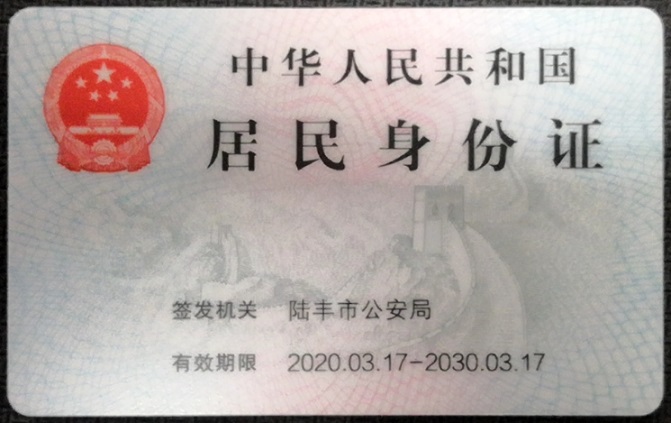 中华人民共和国
居民身份证
签发机关 陆丰市公安局
有效期限 2020.03.17-2030.03.17